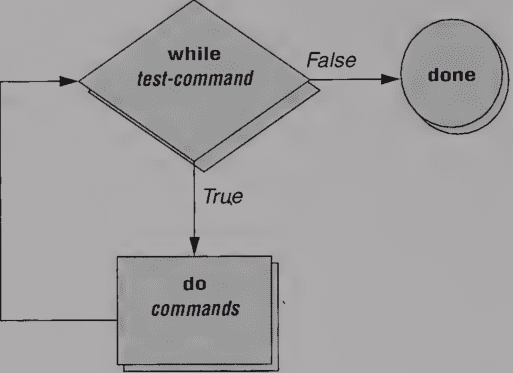 while
test-command
False
done
True
do
commands